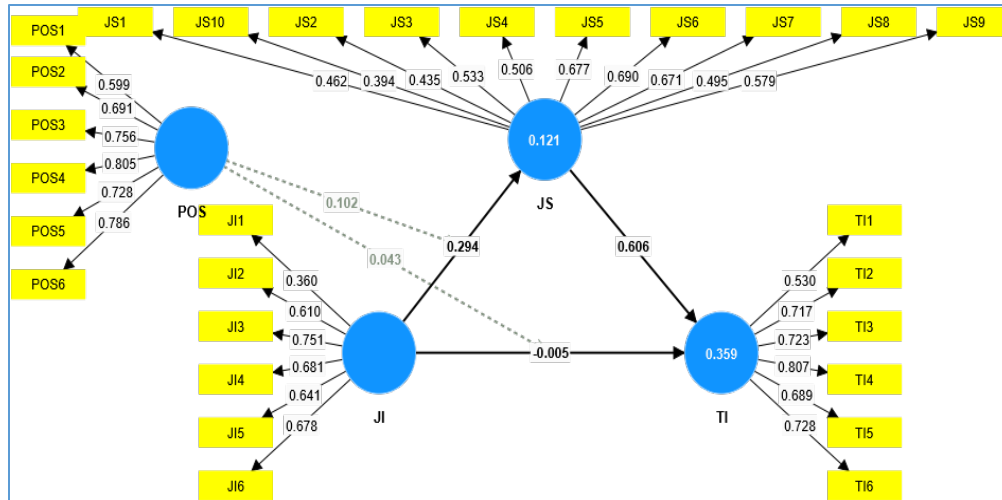 POS1
JS1
JS10
JS2
JS3
JS4
JS5
JS6
JS7
JS8
JS9
POS2
POS3
POS4
POS5
POS6
0.599
0.691
0.756
0.805
0.728
0.786
POS
0.462
0.394
0.435
0.533
0.506
0.677
0.690
0.671
0.495
0.579
0.121
JS
0.102
0.043
0.294
0.606
-0.005
JI1
JI2
JI3
JI4
JI5
JI6
0.360
0.610
0.751
0.681
0.641
0.678
JI
0.359
TI
0.530
0.717
0.723
0.807
0.689
0.728
TI1
TI2
TI3
TI4
TI5
TI6